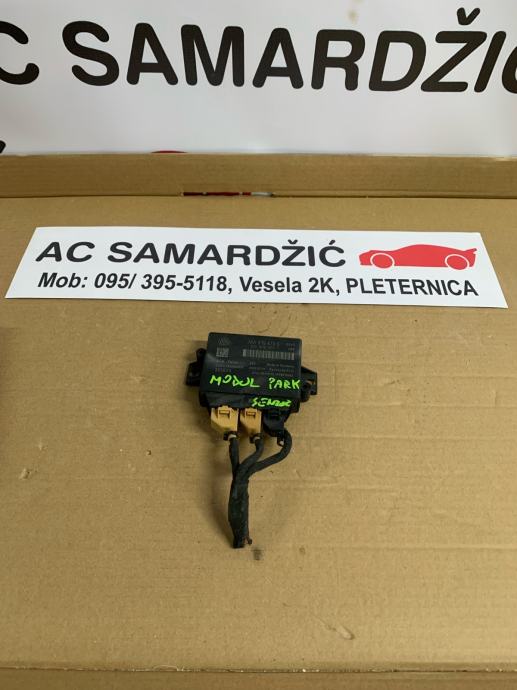 C SAMARDŽIĆ
AC SAMARDŽIĆ
Mob: 095/ 395-5118, Vesela 2K, PLETERNICA
MODUL PARK
SENZOR